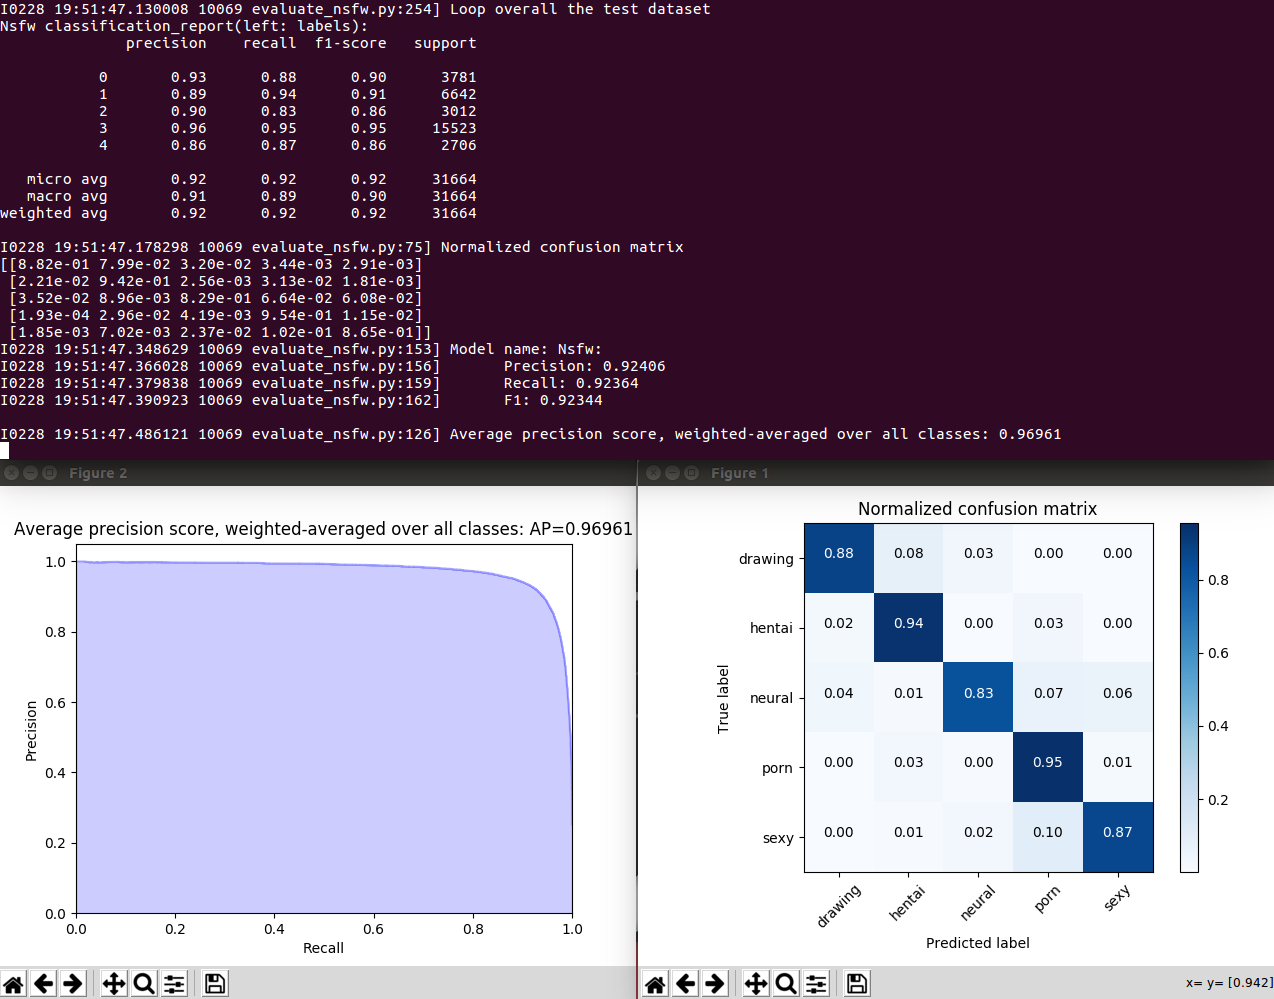 I0228 19:51:47.130008 10069 evaluate_nsfw.py:254] Loop overall the test dataset
Nsfw classification_report(left: labels):
precision recall f1-score support
0 0.93 0.88 0.90 3781
1 0.89 0.94 0.91 6642
2 0.90 0.83 0.86 3012
3 0.96 0.95 0.95 15523
4 0.86 0.87 0.86 2706
micro avg 0.92 0.92 0.92 31664
macro avg 0.91 0.89 0.90 31664
weighted avg 0.92 0.92 0.92 31664
I0228 19:51:47.178298 10069 evaluate_nsfw.py:75] Normalized confusion matrix
[[8.82e-01 7.99e-02 3.20e-02 3.44e-03 2.91e-03]
[2.21e-02 9.42e-01 2.56e-03 3.13e-02 1.81e-03]
[3.52e-02 8.96e-03 8.29e-01 6.64e-02 6.08e-02]
[1.93e-04 2.96e-02 4.19e-03 9.54e-01 1.15e-02]
[1.85e-03 7.02e-03 2.37e-02 1.02e-01 8.65e-01]]
I0228 19:51:47.348629 10069 evaluate_nsfw.py:153] Model name: Nsfw:
I0228 19:51:47.366028 10069 evaluate_nsfw.py:156] Precision: 0.92406
I0228 19:51:47.379838 10069 evaluate_nsfw.py:159] Recall: 0.92364
I0228 19:51:47.390923 10069 evaluate_nsfw.py:162] F1: 0.92344
I0228 19:51:47.486121 10069 evaluate_nsfw.py:126] Average precision score, weighted-averaged over all classes: 0.96961
Figure 2
Average precision score, weighted-averaged over all classes: AP=0.96961
1.0
0.8
0.6
0.4
0.2
0.0
Precision
0.0 0.2 0.4 0.6 0.8 1.0
Recall
Figure 1
Normalized confusion matrix
drawing 0.88 0.08 0.03 0.00 0.00
hentai 0.02 0.94 0.00 0.03 0.00
neural 0.04 0.01 0.83 0.07 0.06
porn 0.00 0.03 0.00 0.95 0.01
sexy 0.00 0.01 0.02 0.10 0.87
True label
drawing hentai neural porn sexy
Predicted label
0.8
0.6
0.4
0.2
x= y= [0.942]